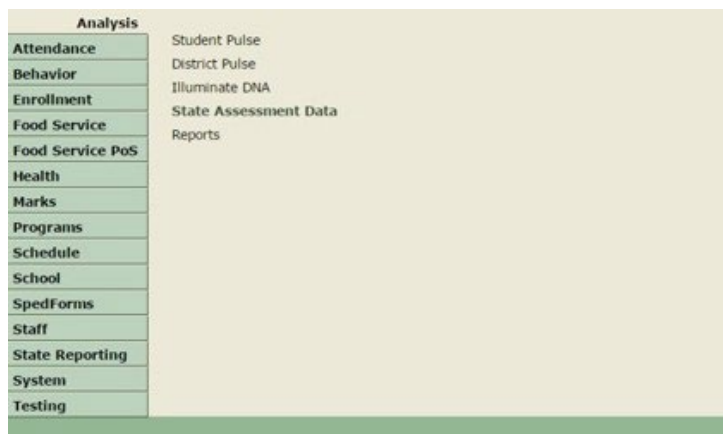 Analysis
Attendance
Behavior
Enrollment
Food Service
Food Service PoS
Health
Marks
Programs
Schedule
School
SpedForms
Staff
State Reporting
System
Testing
Student Pulse
District Pulse
Illuminate DNA
State Assessment Data
Reports